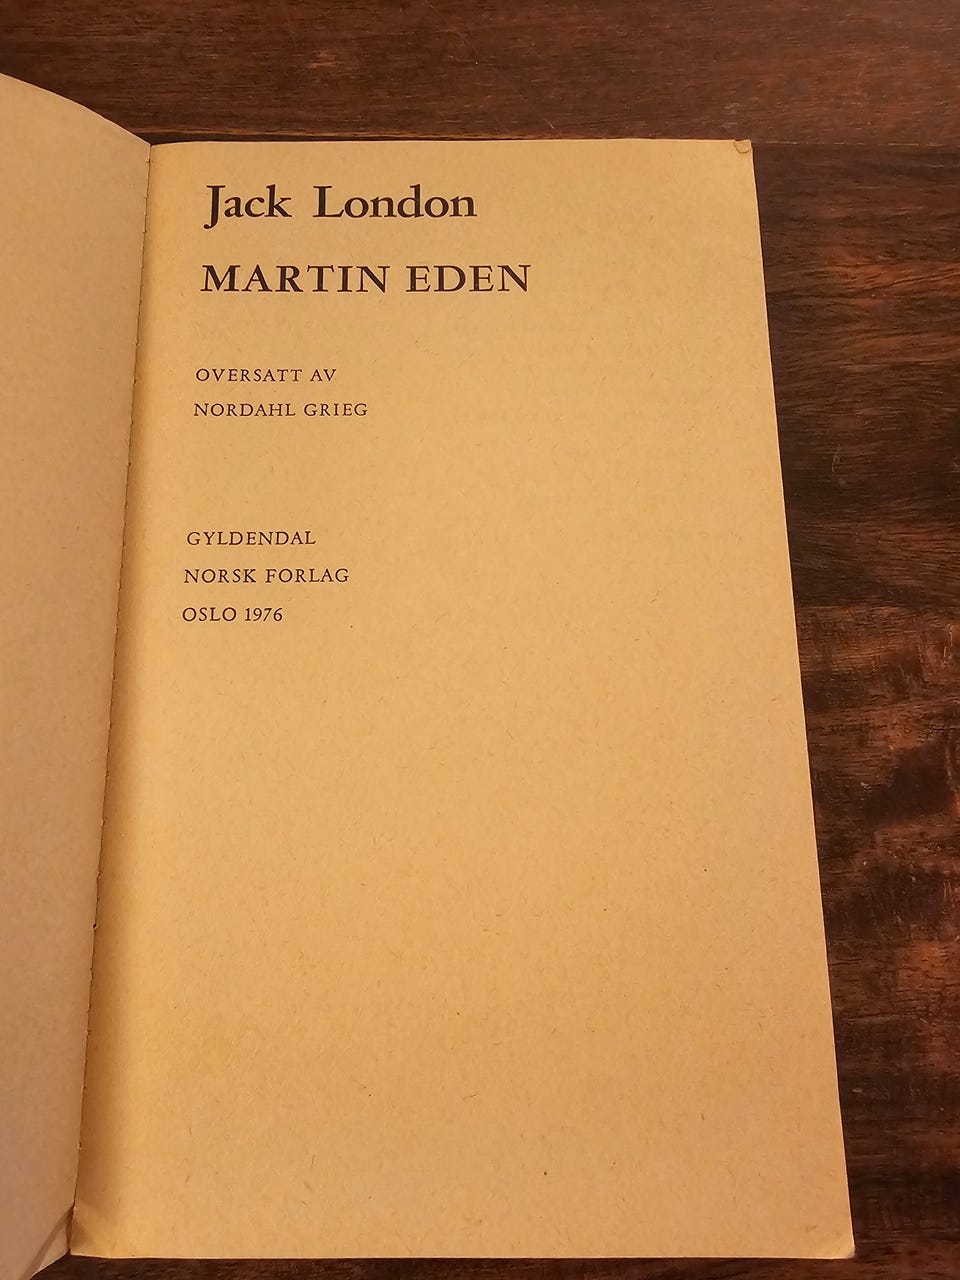 Jack London
MARTIN EDEN
OVERSATT AV
NORDAHL GRIEG
GYLDENDAL
NORSK FORLAG
OSLO 1976